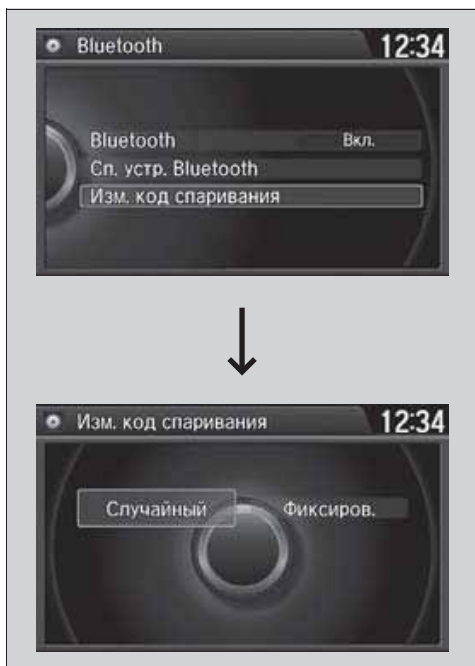 Bluetooth 12:34
Bluetooth Вкл.
Сп. устр. Bluetooth
Изм. код спаривания
Изм. код спаривания 12:34
Случайный Фиксиров.